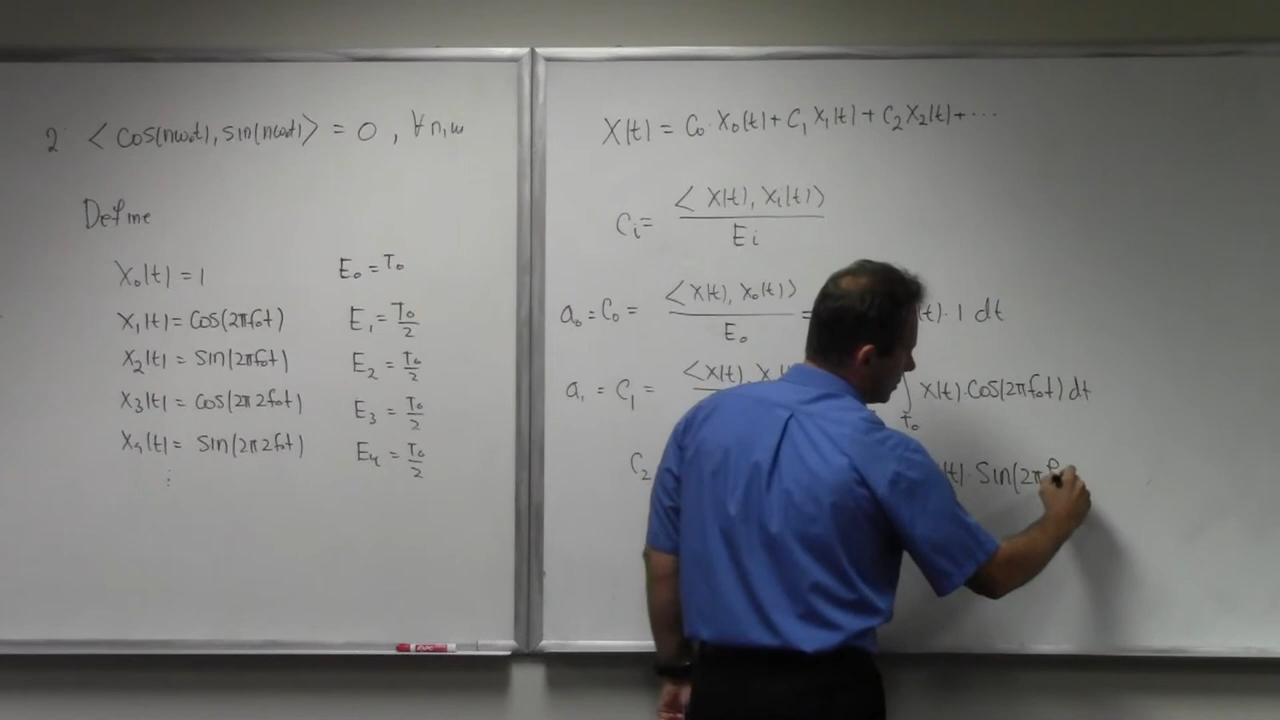 2 < cos(nω₀t), sin(nω₀t) > = 0 , ∀ n,m
Define
X₀(t) = 1 E₀ = T₀
X₁(t) = Cos(2πf₀t) E₁ = T₀/2
X₂(t) = Sin(2πf₀t) E₂ = T₀/2
X₃(t) = cos(2π2f₀t) E₃ = T₀/2
X₄(t) = Sin(2π2f₀t) E₄ = T₀/2
⋮
X(t) = C₀·X₀(t) + C₁X₁(t) + C₂X₂(t) + ⋯
Cᵢ = < X(t), Xᵢ(t) > / Eᵢ
a₀ = C₀ = < X(t), X₀(t) > / E₀ = (t)·1 dt
a₁ = C₁ = < X(t) X ∫T₀ X(t)·Cos(2πf₀t) dt
C₂ (t)·Sin(2πf
EXPO